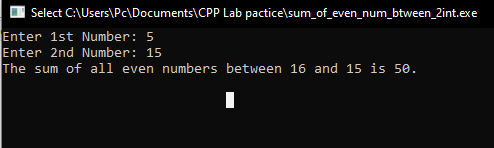 Select C:\Users\Pc\Documents\CPP Lab pactice\sum_of_even_num_btween_2int.exe
Enter 1st Number: 5
Enter 2nd Number: 15
The sum of all even numbers between 16 and 15 is 50.